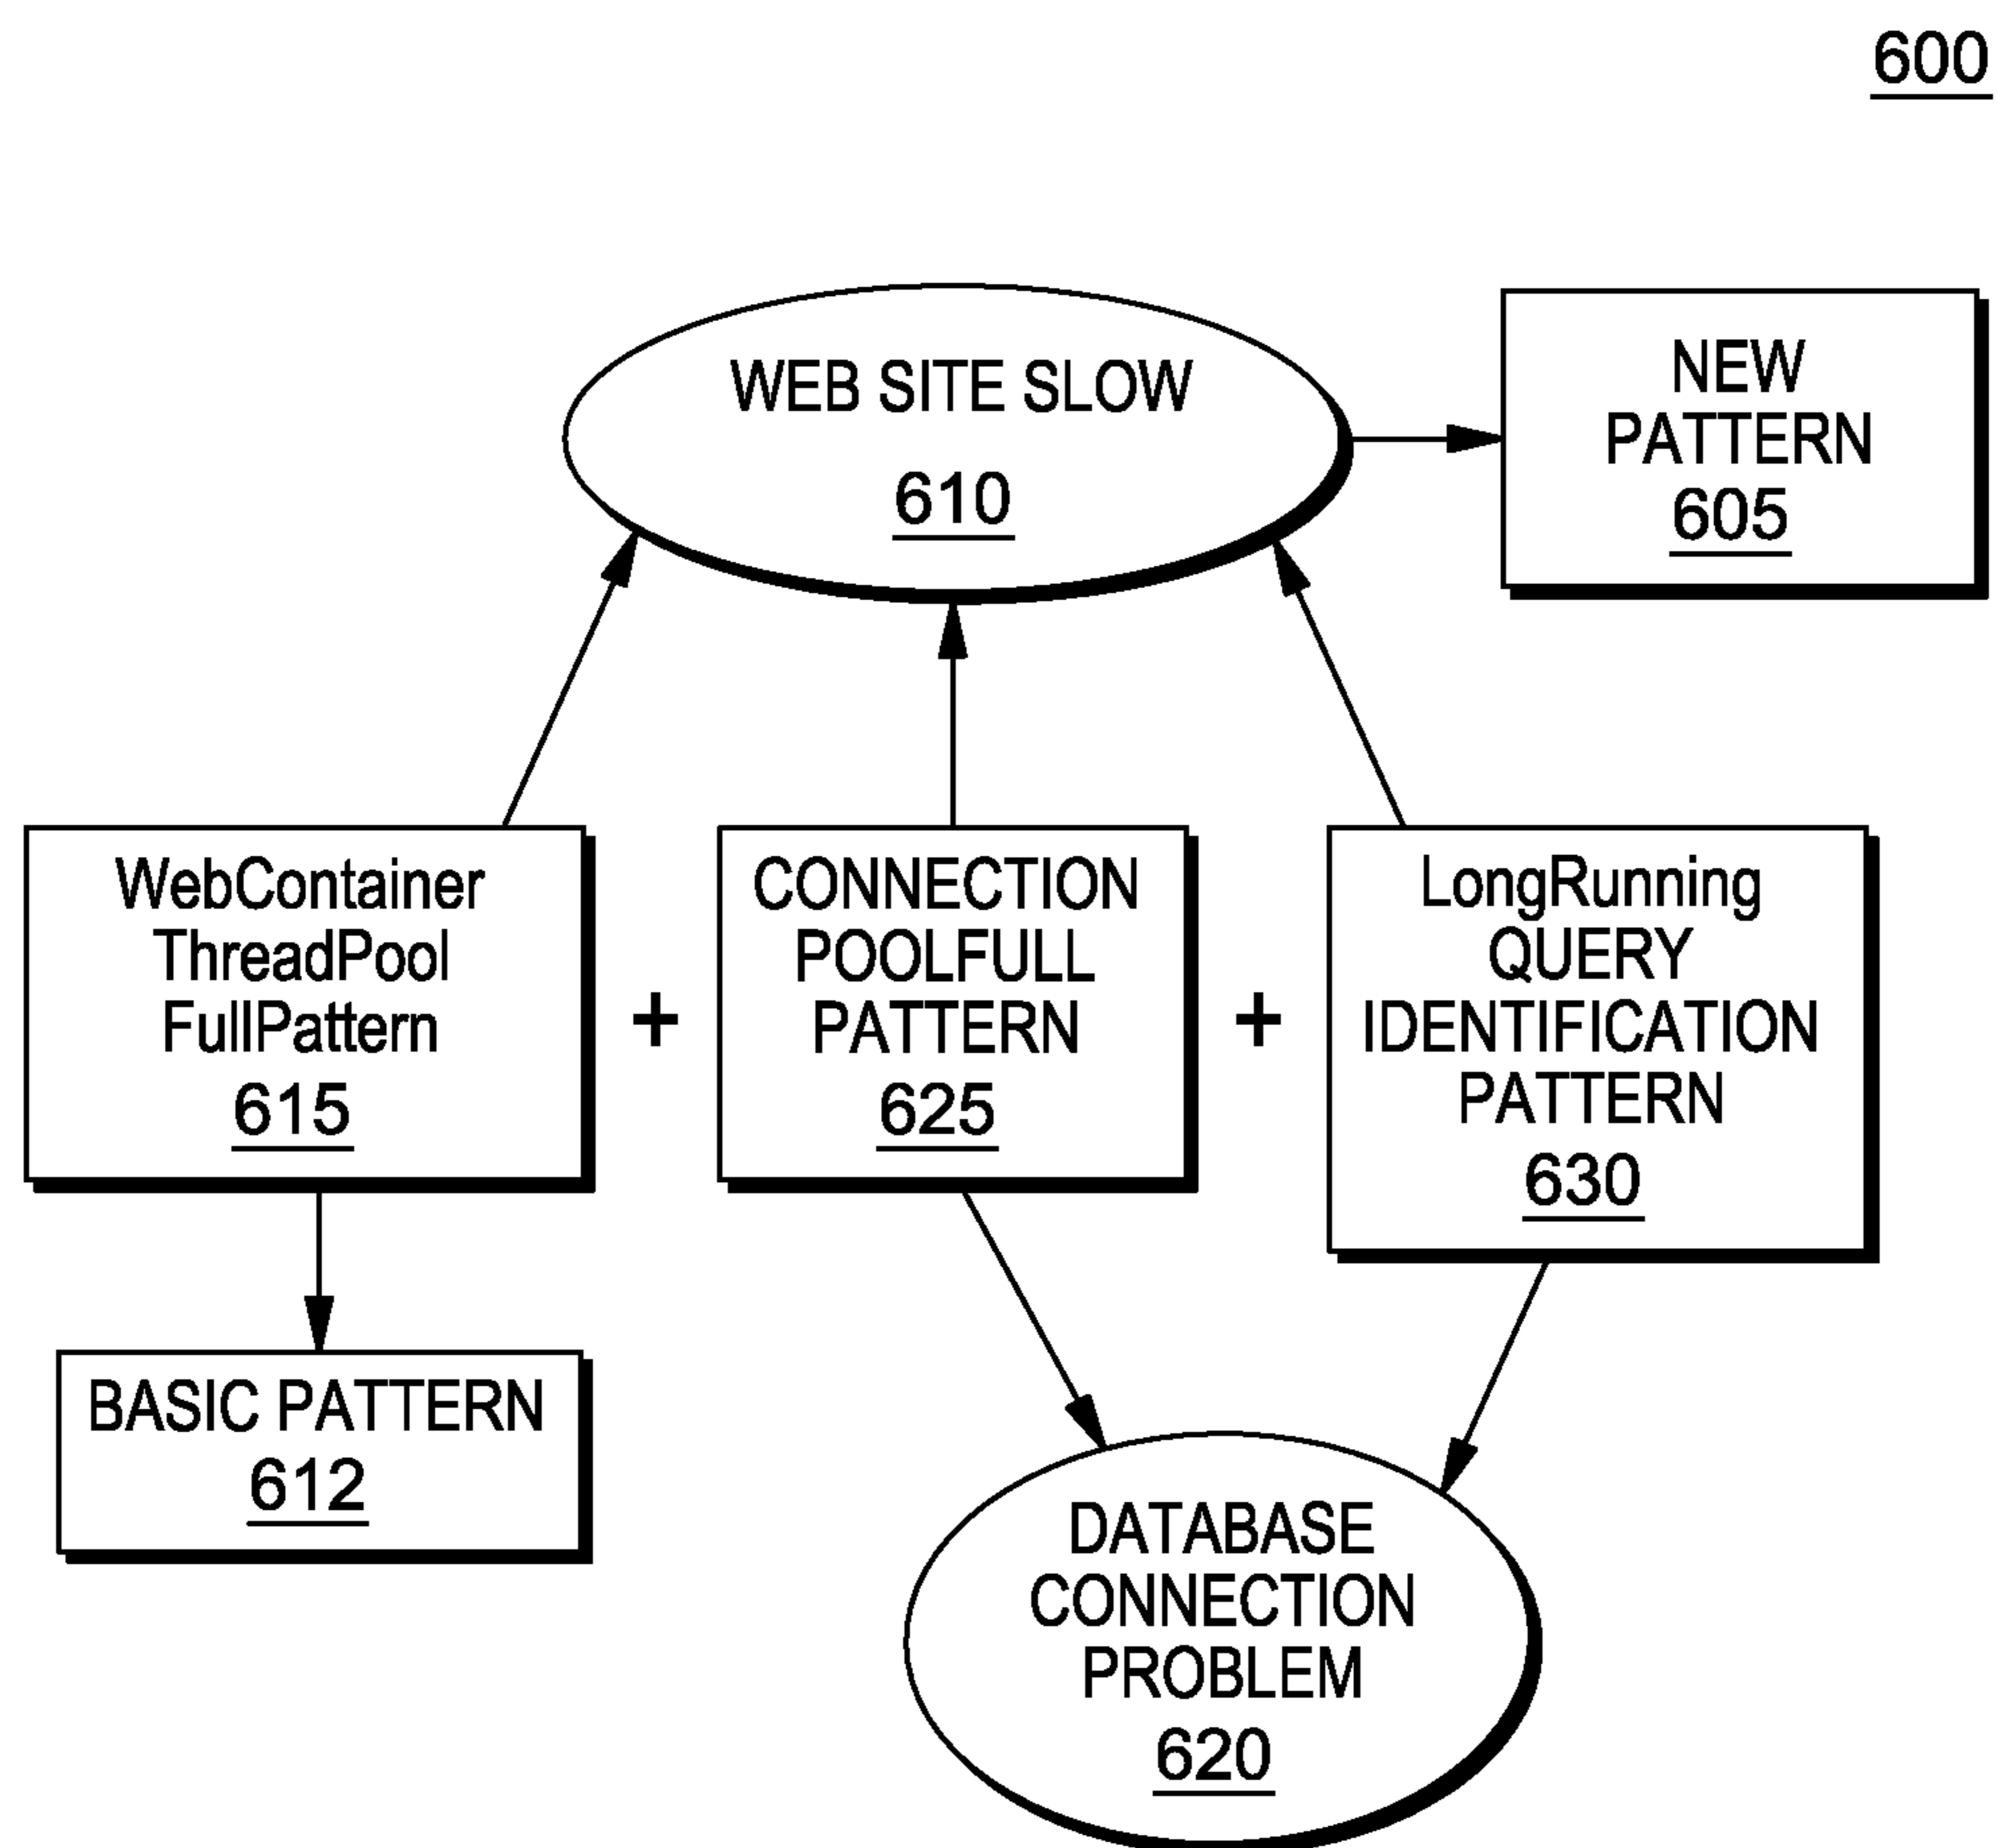 600
WEB SITE SLOW
610
NEW
PATTERN
605
WebContainer
ThreadPool
FullPattern
615
+
CONNECTION
POOLFULL
PATTERN
625
+
LongRunning
QUERY
IDENTIFICATION
PATTERN
630
BASIC PATTERN
612
DATABASE
CONNECTION
PROBLEM
620